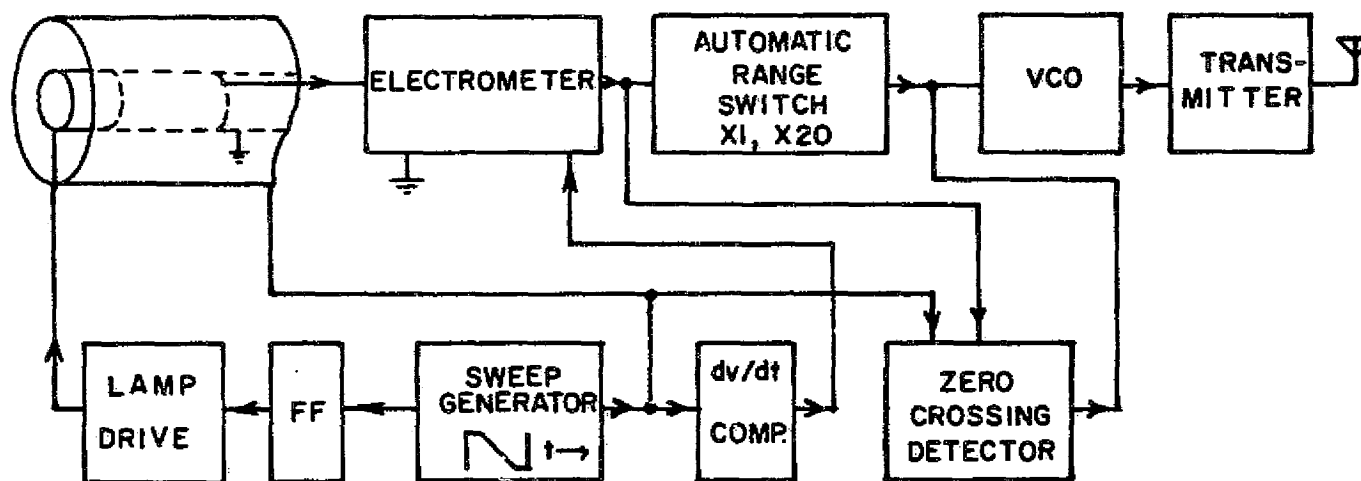 ELECTROMETER
AUTOMATIC
RANGE
SWITCH
X1, X20
VCO
TRANS-
MITTER
LAMP
DRIVE
FF
SWEEP
GENERATOR
t→
dv/dt
COMP.
ZERO
CROSSING
DETECTOR